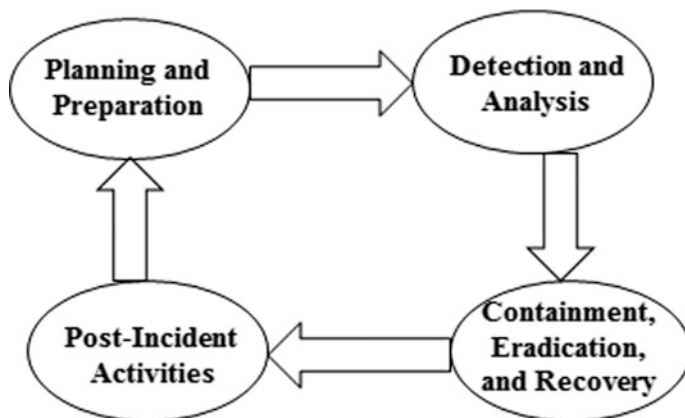 Planning and
Preparation
Detection and
Analysis
Containment,
Eradication,
and Recovery
Post-Incident
Activities